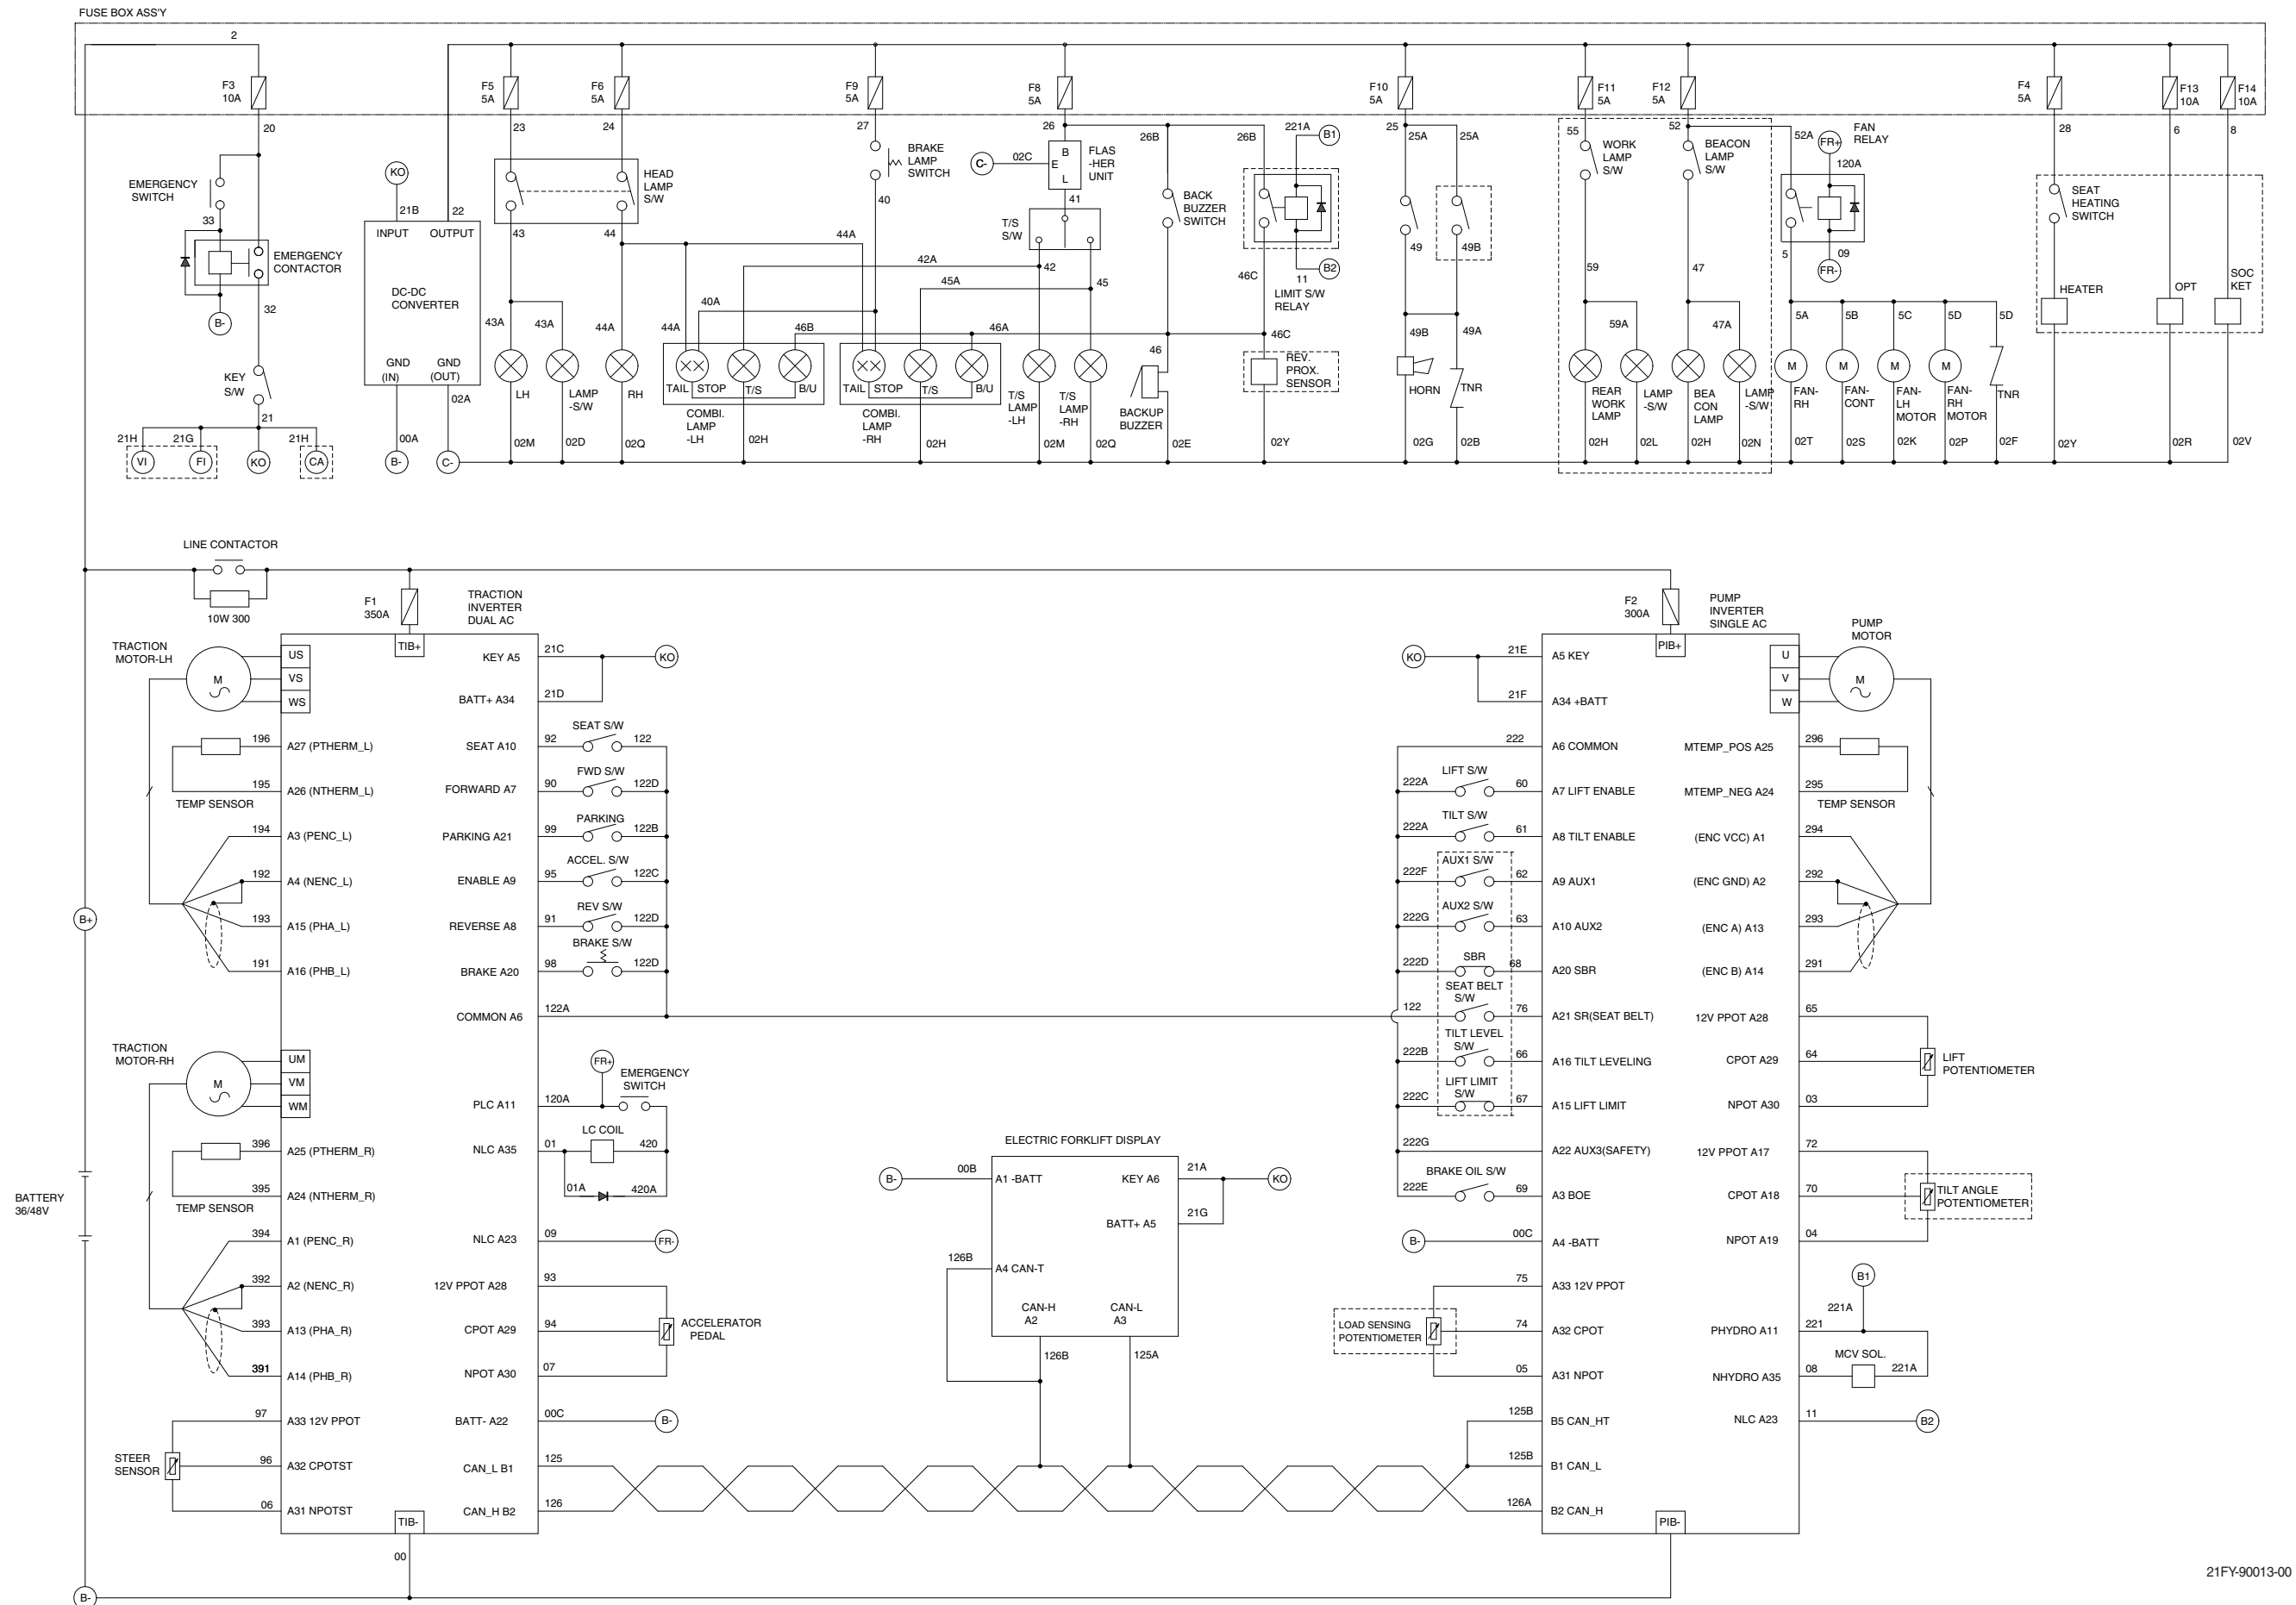 FUSE BOX ASS'Y
2
F3
10A
F5
5A
F6
5A
F9
5A
F8
5A
F10
5A
F11
5A
F12
5A
F4
5A
F13
10A
F14
10A
20
23
24
27
26
26B
26B
221A
B1
25
25A
25A
55
52
52A
FR+
FAN
RELAY
120A
28
6
8
EMERGENCY
SWITCH
33
EMERGENCY
CONTACTOR
B-
32
KEY
S/W
21
21H
21G
21H
VI
FI
KO
CA
KO
21B
22
INPUT
OUTPUT
DC-DC
CONVERTER
GND
(IN)
GND
(OUT)
02A
00A
B-
C-
HEAD
LAMP
S/W
43
44
43A
43A
44A
LH
LAMP
-S/W
RH
02M
02D
02Q
BRAKE
LAMP
SWITCH
40
44A
42A
45A
40A
44A
46B
46A
TAIL
STOP
T/S
B/U
COMBI.
LAMP
-LH
02H
TAIL
STOP
T/S
B/U
COMBI.
LAMP
-RH
02H
C-
02C
B
E
L
FLAS
-HER
UNIT
41
T/S
S/W
42
45
T/S
LAMP
-LH
T/S
LAMP
-RH
02M
02Q
BACK
BUZZER
SWITCH
46
BACKUP
BUZZER
02E
46C
11
B2
LIMIT S/W
RELAY
46C
REV.
PROX.
SENSOR
02Y
49
49B
49B
49A
HORN
TNR
02G
02B
WORK
LAMP
S/W
BEACON
LAMP
S/W
59
47
59A
47A
REAR
WORK
LAMP
LAMP
-S/W
BEA
CON
LAMP
LAMP
-S/W
02H
02L
02H
02N
5
09
FR-
5A
5B
5C
5D
5D
M
M
M
M
FAN-
RH
FAN-
CONT
FAN-
LH
MOTOR
FAN-
RH
MOTOR
TNR
02T
02S
02K
02P
02F
SEAT
HEATING
SWITCH
HEATER
OPT
SOC
KET
02Y
02R
02V
LINE CONTACTOR
10W 300
F1
350A
TRACTION
INVERTER
DUAL AC
TIB+
TRACTION
MOTOR-LH
M
US
VS
WS
196
A27 (PTHERM_L)
195
A26 (NTHERM_L)
TEMP SENSOR
194
A3 (PENC_L)
192
A4 (NENC_L)
193
A15 (PHA_L)
191
A16 (PHB_L)
B+
BATTERY
36/48V
B-
TRACTION
MOTOR-RH
M
UM
VM
WM
396
A25 (PTHERM_R)
395
A24 (NTHERM_R)
TEMP SENSOR
394
A1 (PENC_R)
392
A2 (NENC_R)
393
A13 (PHA_R)
391
A14 (PHB_R)
97
A33 12V PPOT
STEER
SENSOR
96
A32 CPOTST
06
A31 NPOTST
TIB-
00
KEY A5
21C
KO
BATT+ A34
21D
SEAT S/W
SEAT A10
92
122
FWD S/W
FORWARD A7
90
122D
PARKING
PARKING A21
99
122B
ACCEL. S/W
ENABLE A9
95
122C
REV S/W
REVERSE A8
91
122D
BRAKE S/W
BRAKE A20
98
122D
COMMON A6
122A
FR+
EMERGENCY
SWITCH
PLC A11
120A
LC COIL
NLC A35
01
420
01A
420A
NLC A23
09
FR-
12V PPOT A28
93
CPOT A29
94
ACCELERATOR
PEDAL
NPOT A30
07
BATT- A22
00C
B-
CAN_L B1
125
CAN_H B2
126
ELECTRIC FORKLIFT DISPLAY
B-
00B
A1 -BATT
KEY A6
21A
KO
BATT+ A5
21G
126B
A4 CAN-T
CAN-H
A2
CAN-L
A3
126B
125A
F2
300A
PUMP
INVERTER
SINGLE AC
PIB+
PUMP
MOTOR
U
V
W
M
KO
21E
A5 KEY
21F
A34 +BATT
222
A6 COMMON
LIFT S/W
222A
60
A7 LIFT ENABLE
TILT S/W
222A
61
A8 TILT ENABLE
AUX1 S/W
222F
62
A9 AUX1
AUX2 S/W
222G
63
A10 AUX2
SBR
222D
68
A20 SBR
SEAT BELT
S/W
122
76
A21 SR(SEAT BELT)
TILT LEVEL
S/W
222B
66
A16 TILT LEVELING
LIFT LIMIT
S/W
222C
67
A15 LIFT LIMIT
222G
A22 AUX3(SAFETY)
BRAKE OIL S/W
222E
69
A3 BOE
B-
00C
A4 -BATT
75
A33 12V PPOT
LOAD SENSING
POTENTIOMETER
74
A32 CPOT
05
A31 NPOT
125B
B5 CAN_HT
125B
B1 CAN_L
126A
B2 CAN_H
PIB-
MTEMP_POS A25
296
MTEMP_NEG A24
295
TEMP SENSOR
(ENC VCC) A1
294
(ENC GND) A2
292
(ENC A) A13
293
(ENC B) A14
291
12V PPOT A28
65
CPOT A29
64
LIFT
POTENTIOMETER
NPOT A30
03
12V PPOT A17
72
CPOT A18
70
TILT ANGLE
POTENTIOMETER
NPOT A19
04
B1
221A
PHYDRO A11
221
MCV SOL.
NHYDRO A35
08
221A
NLC A23
11
B2
21FY-90013-00